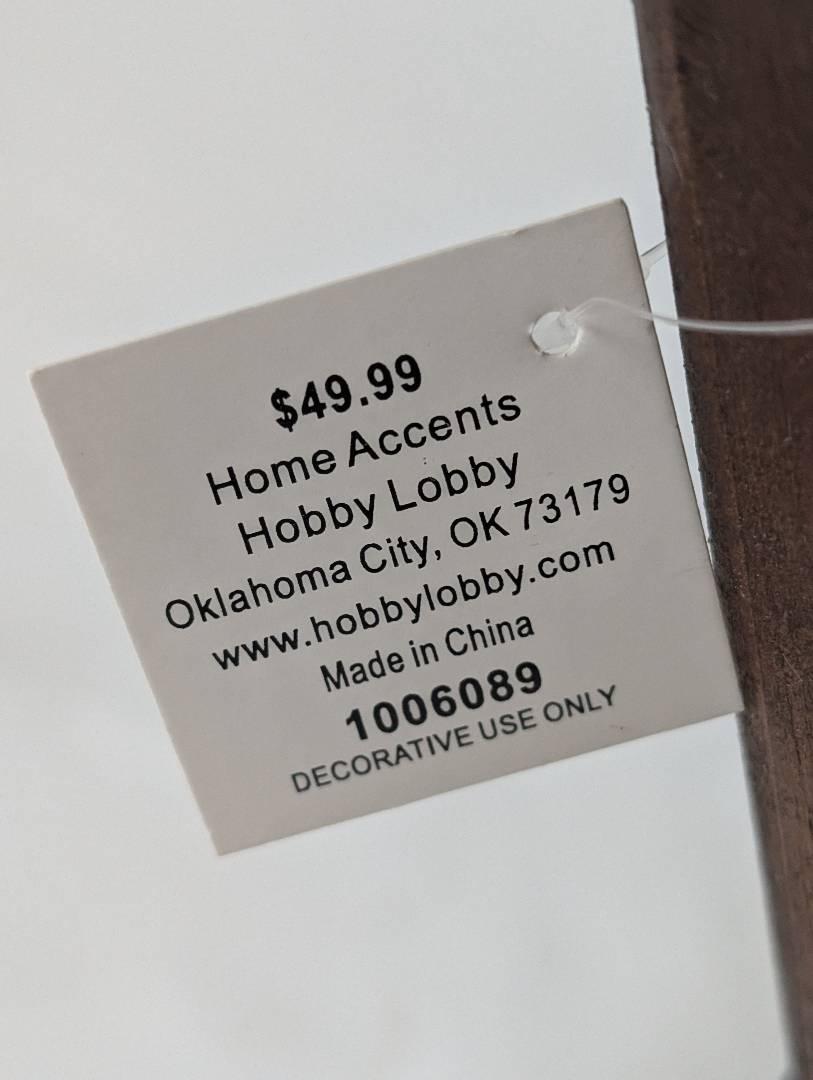 $49.99
Home Accents
Hobby Lobby
Oklahoma City, OK 73179
www.hobbylobby.com
Made in China
1006089
DECORATIVE USE ONLY